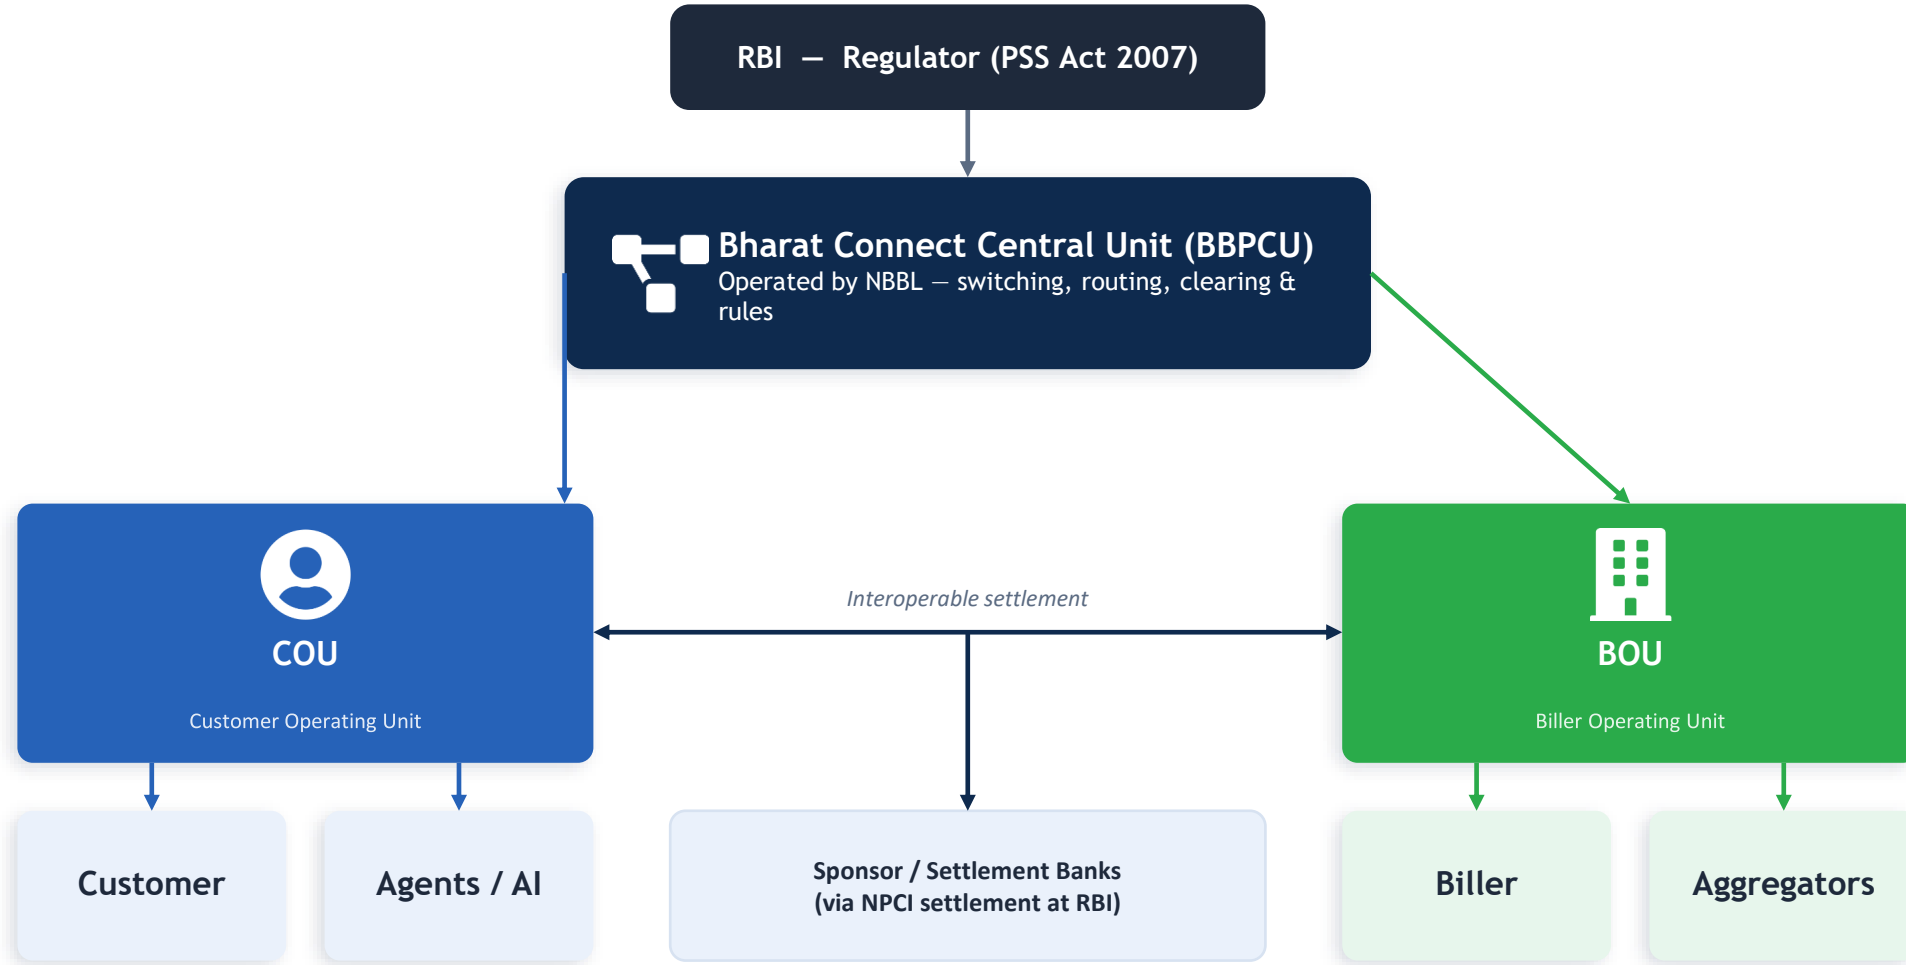 RBI — Regulator (PSS Act 2007)
Bharat Connect Central Unit (BBPCU)
Operated by NBBL — switching, routing, clearing &
rules
Interoperable settlement
COU
Customer Operating Unit
BOU
Biller Operating Unit
Customer
Agents / AI
Sponsor / Settlement Banks
(via NPCI settlement at RBI)
Biller
Aggregators